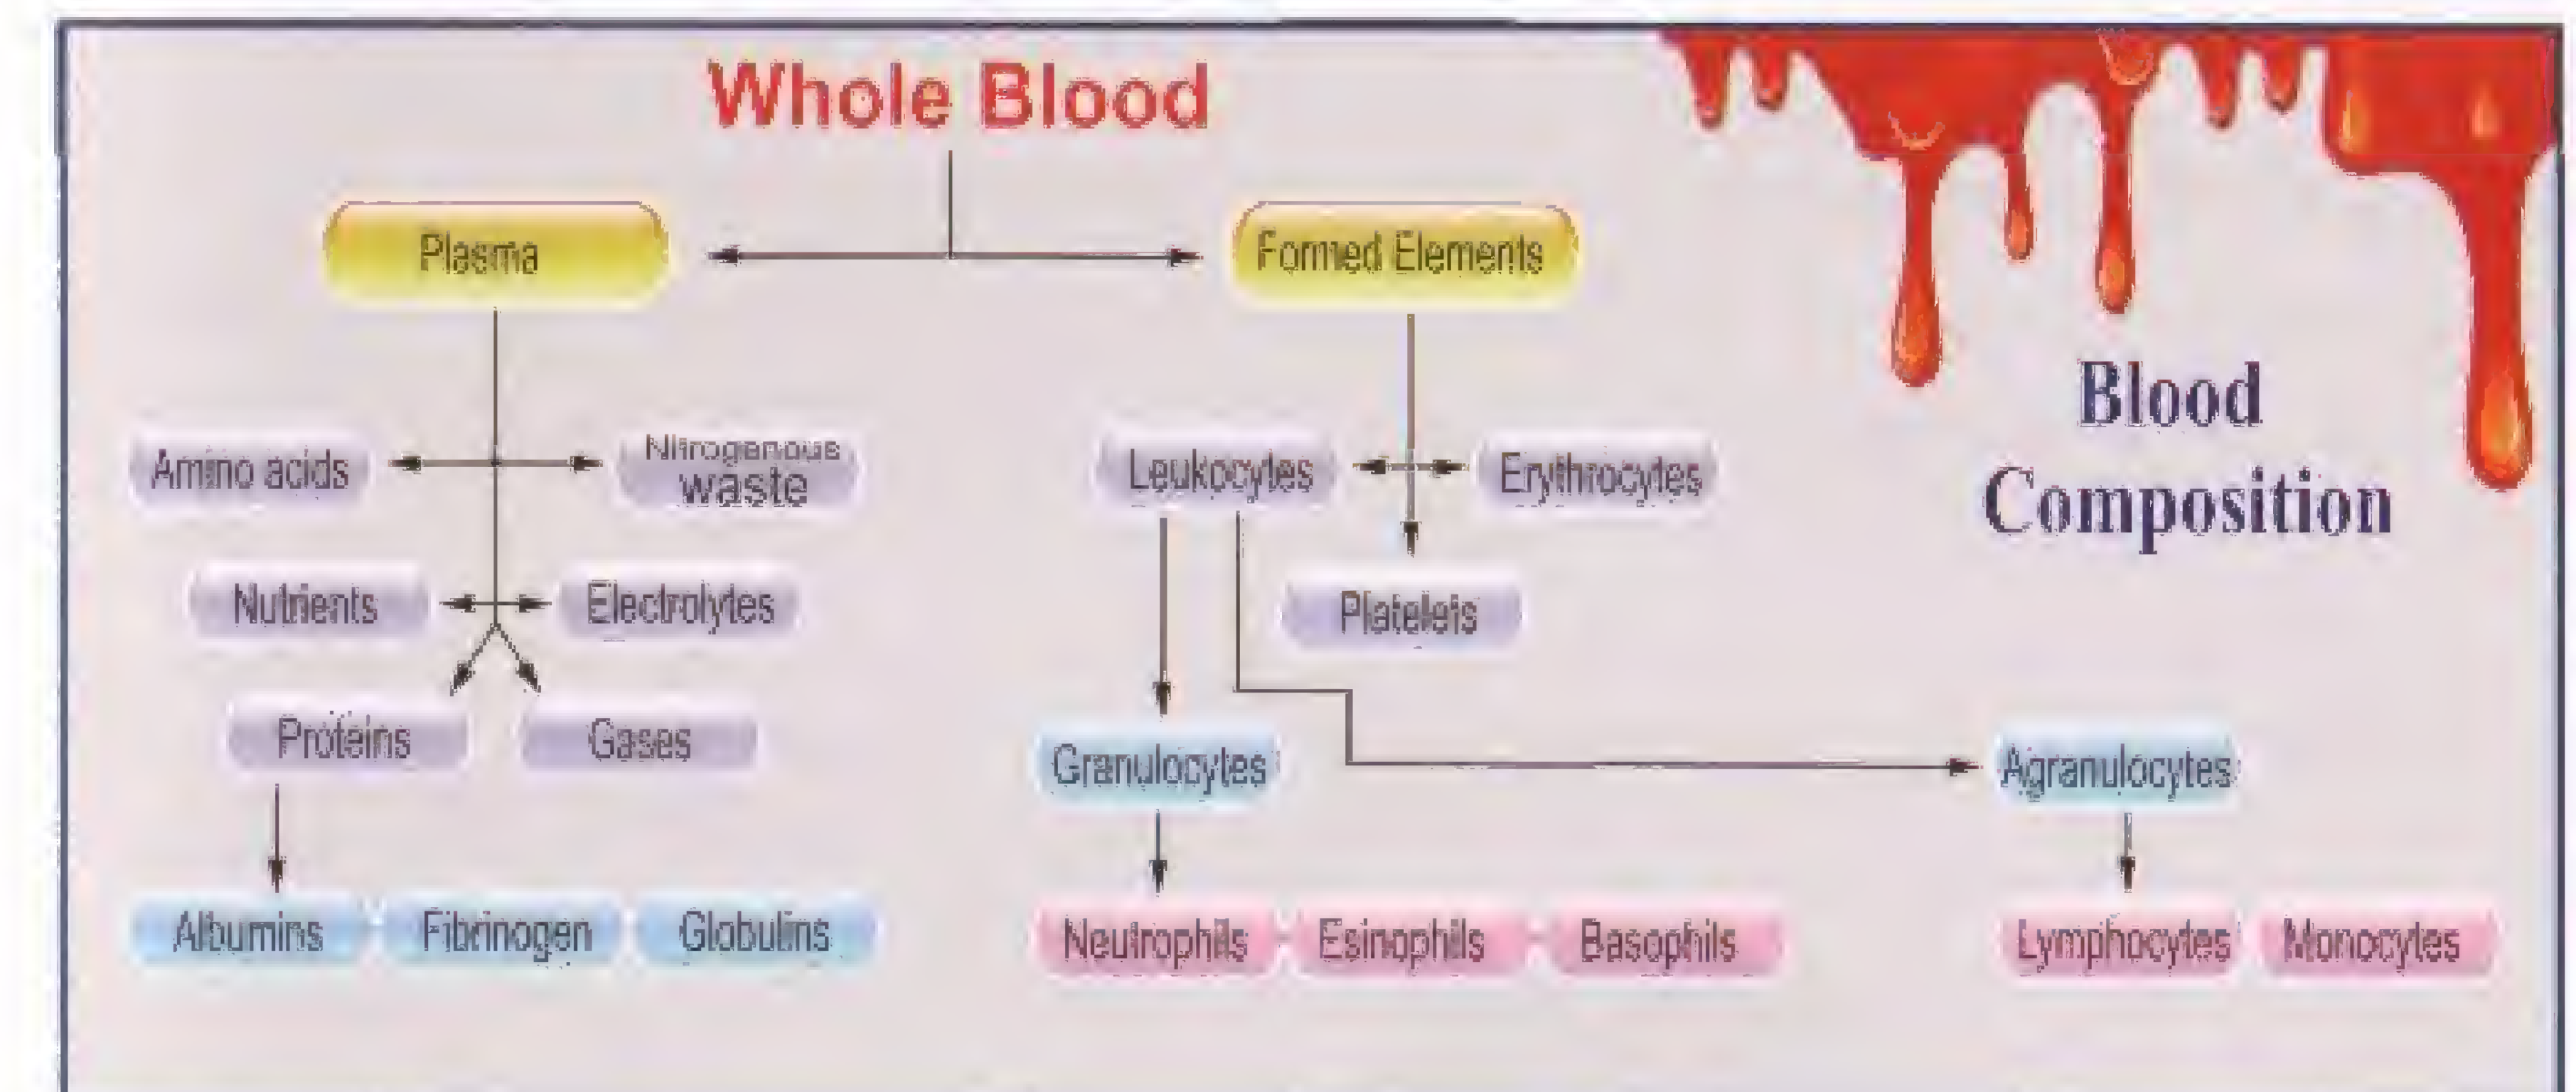 Whole Blood
Plasma
Formed Elements
Blood
Composition
Amino acids
Nitrogenous
waste
Leukocytes
Erythrocytes
Nutrients
Electrolytes
Platelets
Proteins
Gases
Granulocytes
Agranulocytes
Albumins
Fibrinogen
Globulins
Neutrophils
Esinophils
Basophils
Lymphocytes
Monocytes